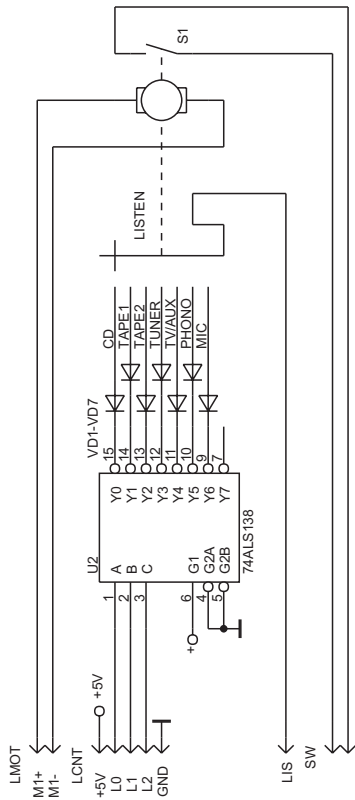 S1
LISTEN
CD
TAPE1
TAPE2
TUNER
TV/AUX
PHONO
MIC
VD1-VD7
15
14
13
12
11
10
9
7
Y0
Y1
Y2
Y3
Y4
Y5
Y6
Y7
U2
A
B
C
G1
G2A
G2B
74ALS138
1
2
3
6
4
5
+
+5V
LMOT
M1+
M1-
LCNT
+5V
L0
L1
L2
GND
LIS
SW